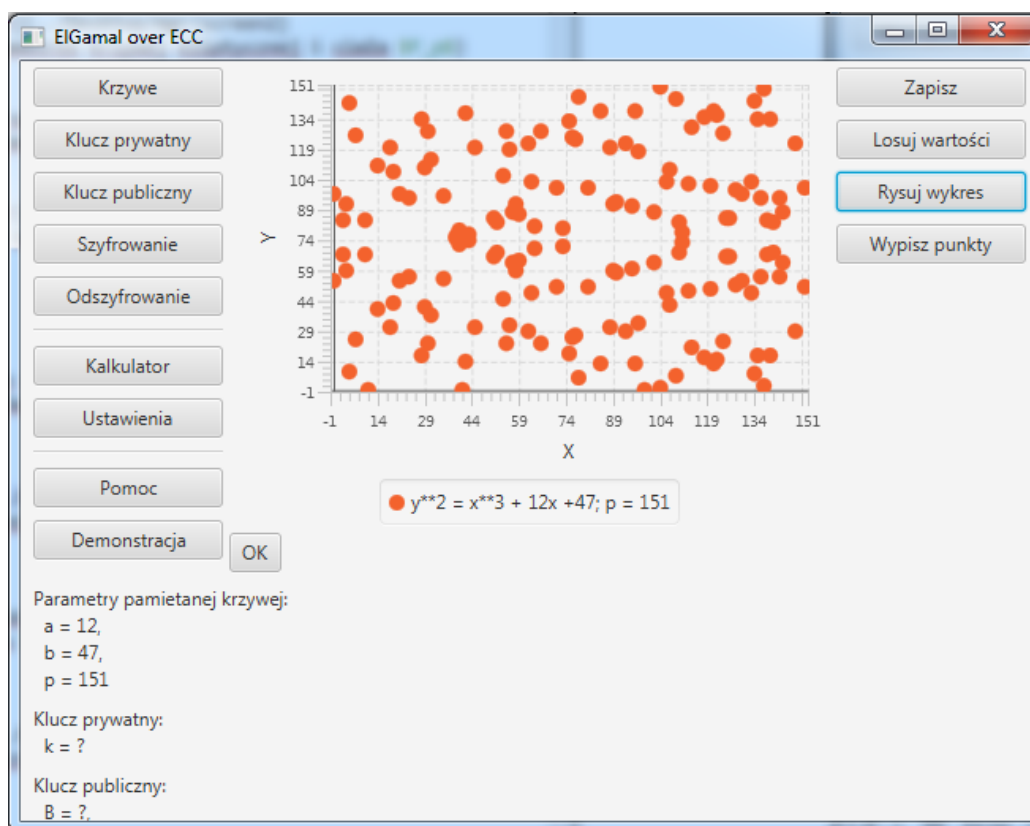 ElGamal over ECC
Krzywe
Klucz prywatny
Klucz publiczny
Szyfrowanie
Odszyfrowanie
Kalkulator
Ustawienia
Pomoc
Demonstracja
OK
Parametry pamietanej krzywej:
a = 12,
b = 47,
p = 151
Klucz prywatny:
k = ?
Klucz publiczny:
B = ?,
151
134
119
104
89
74
59
44
29
14
-1
Y
-1 14 29 44 59 74 89 104 119 134 151
X
y**2 = x**3 + 12x +47; p = 151
Zapisz
Losuj wartości
Rysuj wykres
Wypisz punkty